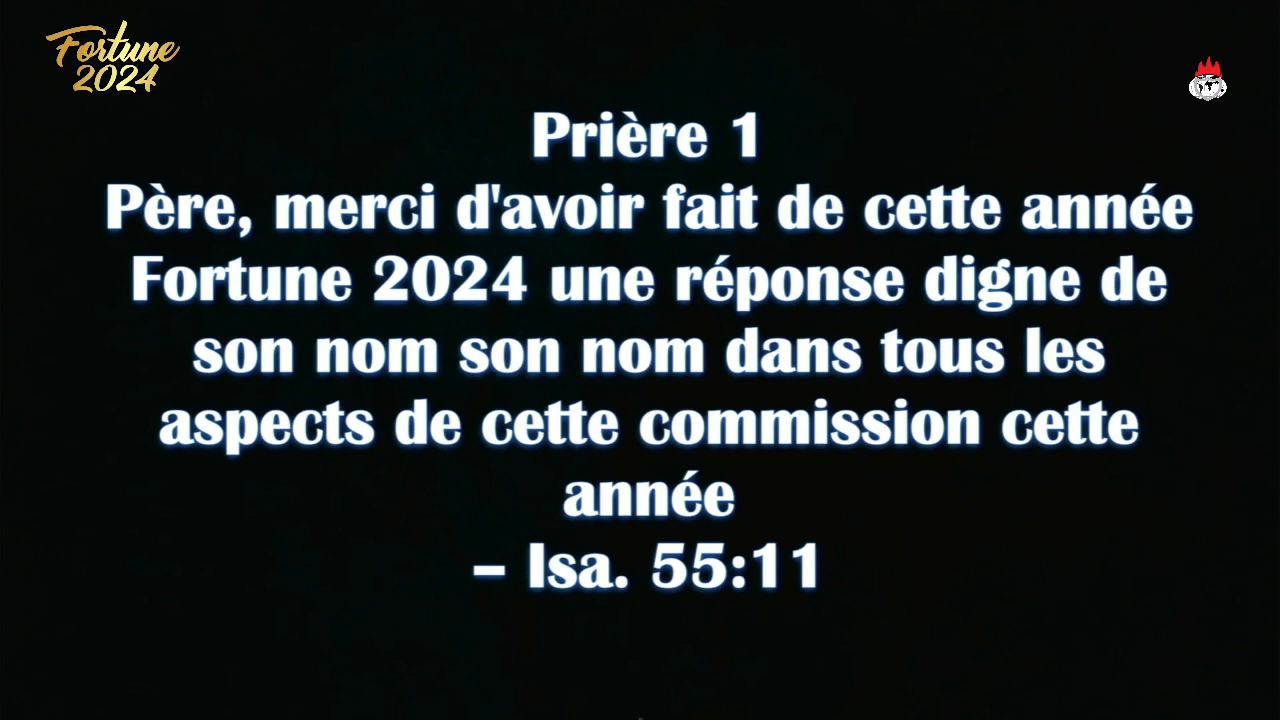 Fortune
2024
Prière 1
Père, merci d'avoir fait de cette année
Fortune 2024 une réponse digne de
son nom son nom dans tous les
aspects de cette commission cette
année
– Isa. 55:11